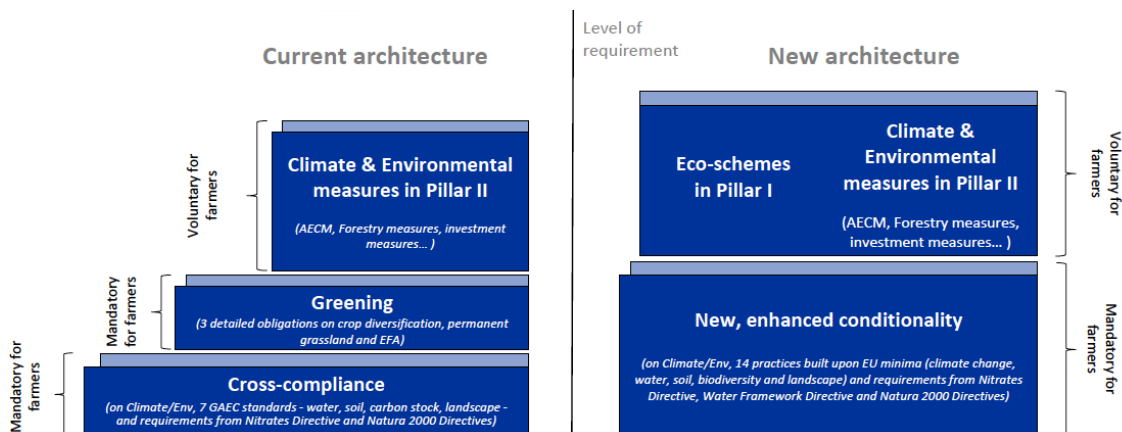 Current architecture
Voluntary for
farmers
Climate & Environmental
measures in Pillar II
(AECM, Forestry measures, investment
measures... )
Mandatory
for farmers
Greening
(3 detailed obligations on crop diversification, permanent
grassland and EFA)
Mandatory for
farmers
Cross-compliance
(on Climate/Env, 7 GAEC standards - water, soil, carbon stock, landscape -
and requirements from Nitrates Directive and Natura 2000 Directives)
Level of
requirement
New architecture
Eco-schemes
in Pillar I
Climate &
Environmental
measures in Pillar II
(AECM, Forestry measures,
investment measures... )
Voluntary for
farmers
New, enhanced conditionality
(on Climate/Env, 14 practices built upon EU minima (climate change,
water, soil, biodiversity and landscape) and requirements from Nitrates
Directive, Water Framework Directive and Natura 2000 Directives)
Mandatory for
farmers